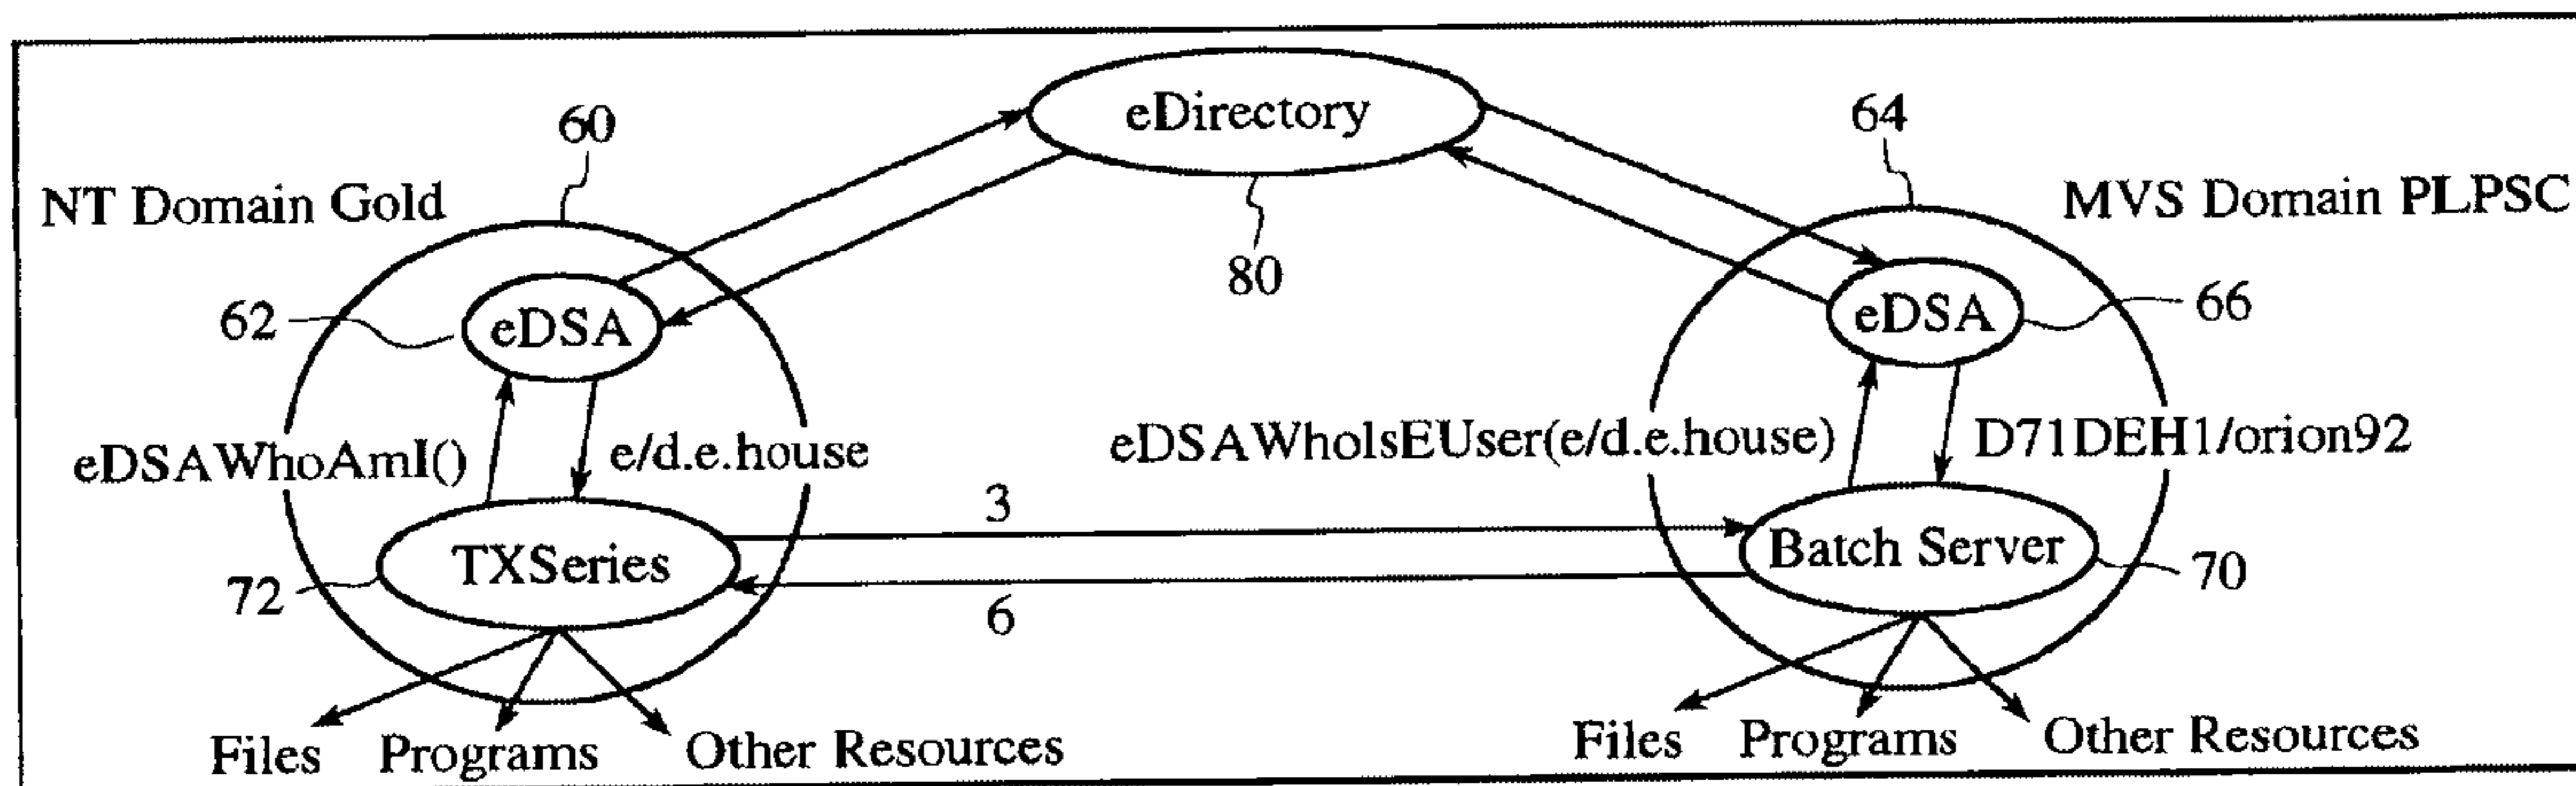 eDirectory
60
64
NT Domain Gold
MVS Domain PLPSC
80
62
eDSA
eDSA
66
eDSAWhoAmI()
e/d.e.house
eDSAWhoIsEUser(e/d.e.house)
D71DEH1/orion92
3
TXSeries
Batch Server
72
6
70
Files
Programs
Other Resources
Files
Programs
Other Resources